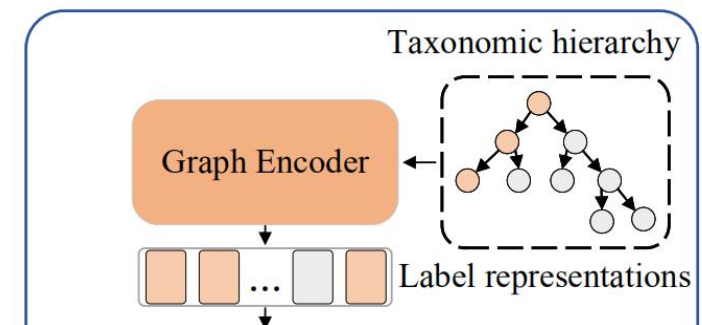 Taxonomic hierarchy
Graph Encoder
...
Label representations